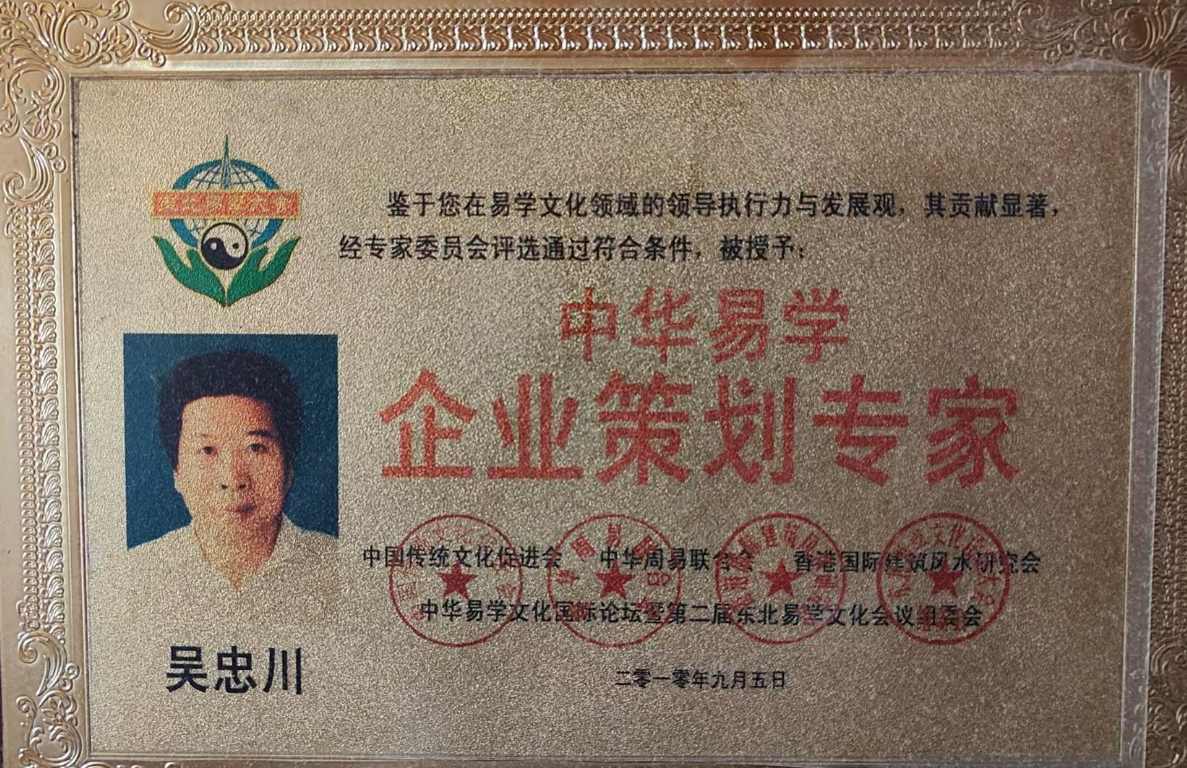 鉴于您在易学文化领域的领导执行力与发展观，其贡献显著，
经专家委员会评选通过符合条件，被授予：
中华易学
企业策划专家
中国传统文化促进会 中华周易联合会 香港国际建筑风水研究会
中华易学文化国际论坛暨第二届东北易学文化会议组委会
二零一零年九月五日
吴忠川